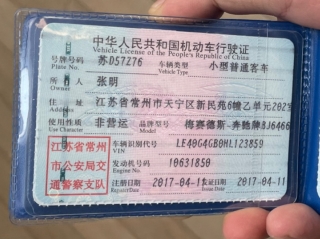 中华人民共和国机动车行驶证
Vehicle License of the People's Republic of China
号牌号码 苏D57Z76 车辆类型 小型普通客车
Plate No. Vehicle Type
所有人 张明
Owner
住址 江苏省常州市天宁区新民苑6幢乙单元202
Address
使用性质 非营运 品牌型号 梅赛德斯-奔驰牌BJ6466
Use Character Model
江苏省常州市公安局交通警察支队
车辆识别代号 LE40G4GB0HL123859
VIN
发动机号码 10631850
Engine No.
注册日期 2017-04-11 发证日期 2017-04-11
Register Date Issue Date